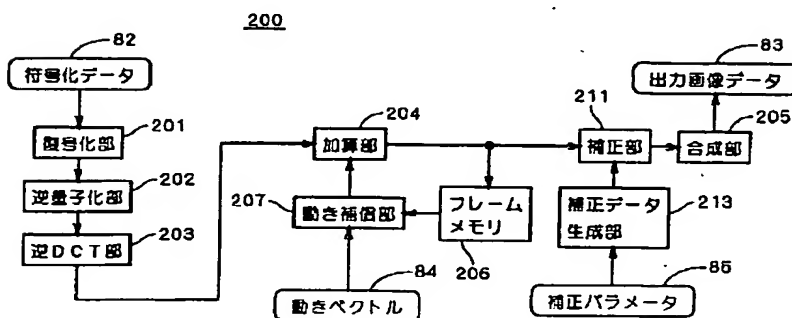 200
82
符号化データ
復号化部
201
逆量子化部
202
逆DCT部
203
204
加算部
207
動き補償部
フレーム
メモリ
206
84
動きベクトル
211
補正部
合成部
205
83
出力画像データ
補正データ
生成部
213
85
補正パラメータ